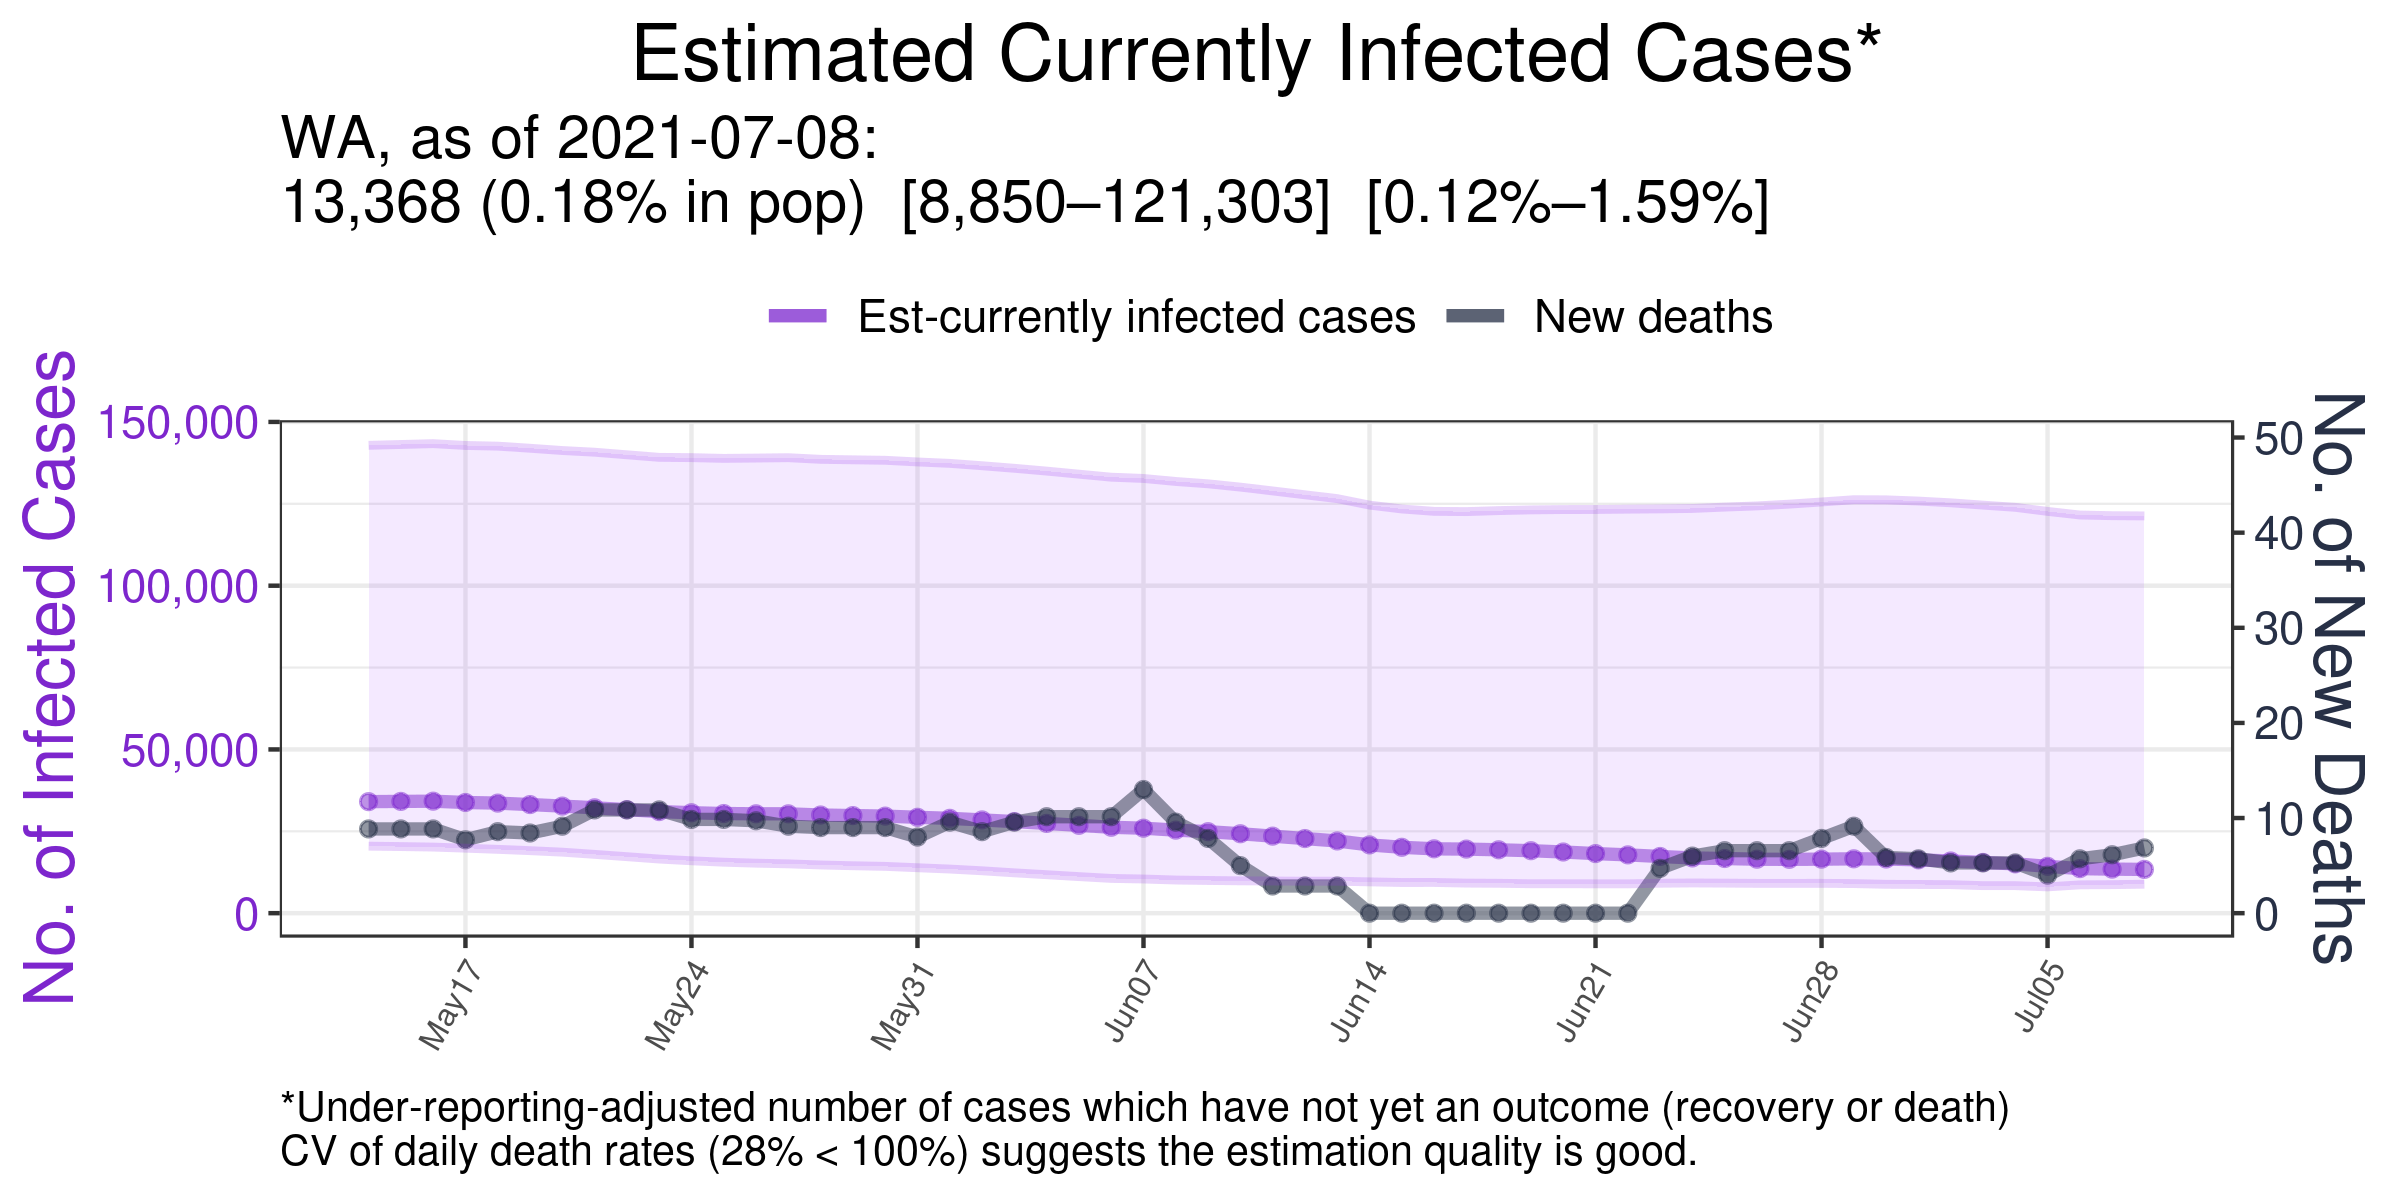 Estimated Currently Infected Cases*
WA, as of 2021-07-08:
13,368 (0.18% in pop) [8,850–121,303] [0.12%–1.59%]
Est-currently infected cases
New deaths
No. of Infected Cases
150,000
100,000
50,000
0
No. of New Deaths
50
40
30
20
10
0
May17
May24
May31
Jun07
Jun14
Jun21
Jun28
Jul05
*Under-reporting-adjusted number of cases which have not yet an outcome (recovery or death)
CV of daily death rates (28% < 100%) suggests the estimation quality is good.